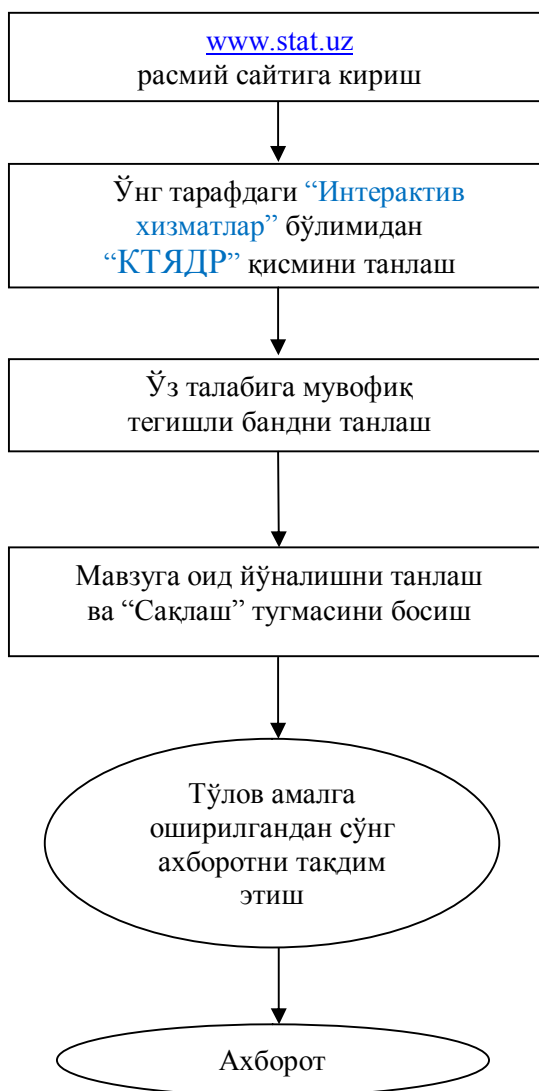 www.stat.uz
расмий сайтига кириш
Ўнг тарафдаги “Интерактив
хизматлар” бўлимидан
“КТЯДР” қисмини танлаш
Ўз талабига мувофиқ
тегишли бандни танлаш
Мавзуга оид йўналишни танлаш
ва “Сақлаш” тугмасини босиш
Тўлов амалга
оширилгандан сўнг
ахборотни тақдим
этиш
Ахборот